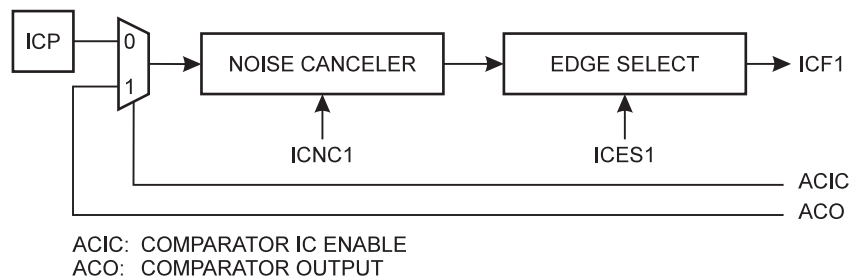 ICP
0
1
NOISE CANCELER
EDGE SELECT
ICF1
ICNC1
ICES1
ACIC
ACO
ACIC: COMPARATOR IC ENABLE
ACO: COMPARATOR OUTPUT